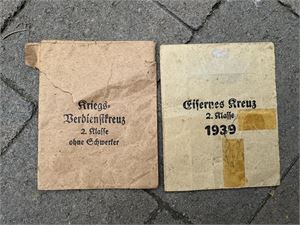 Kriegs-
Verdienstkreuz
2. Klasse
ohne Schwerter
Eisernes Kreuz
2. Klasse
1939